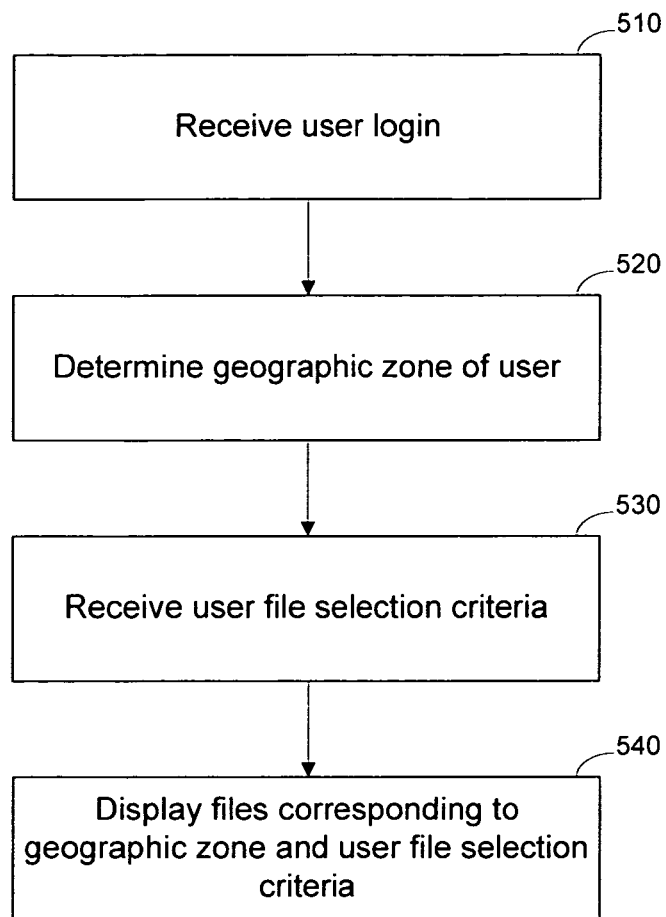 510
Receive user login
520
Determine geographic zone of user
530
Receive user file selection criteria
540
Display files corresponding to
geographic zone and user file selection
criteria